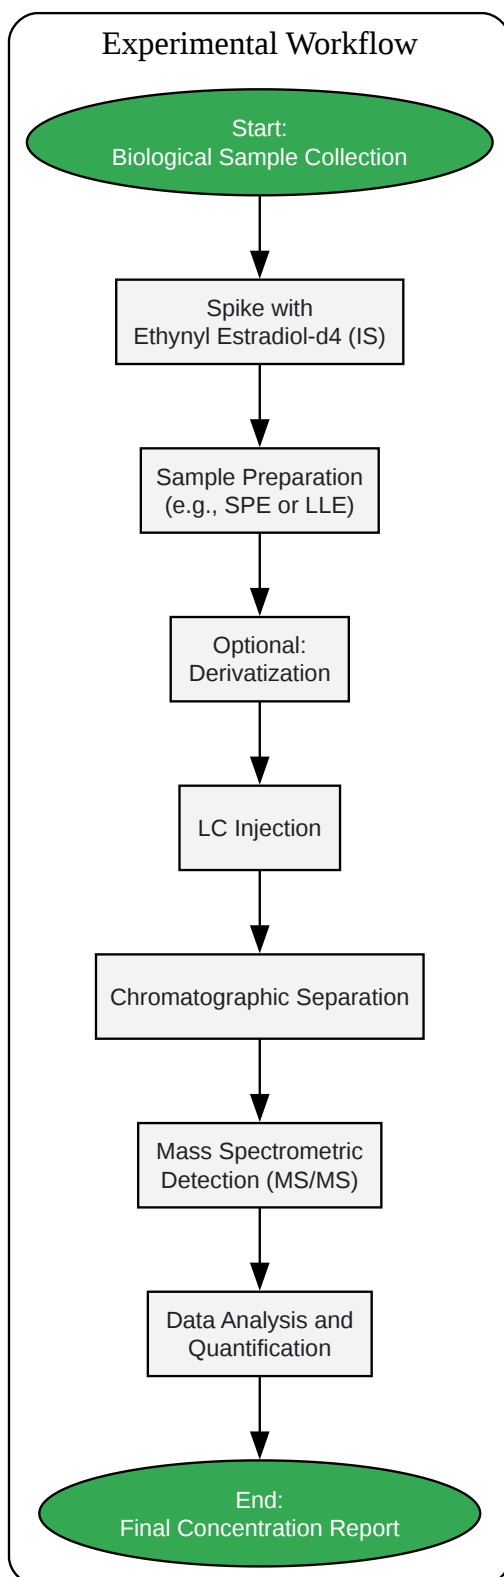 Experimental Workflow
Start:
Biological Sample Collection
Spike with
Ethynyl Estradiol-d4 (IS)
Sample Preparation
(e.g., SPE or LLE)
Optional:
Derivatization
LC Injection
Chromatographic Separation
Mass Spectrometric
Detection (MS/MS)
Data Analysis and
Quantification
End:
Final Concentration Report